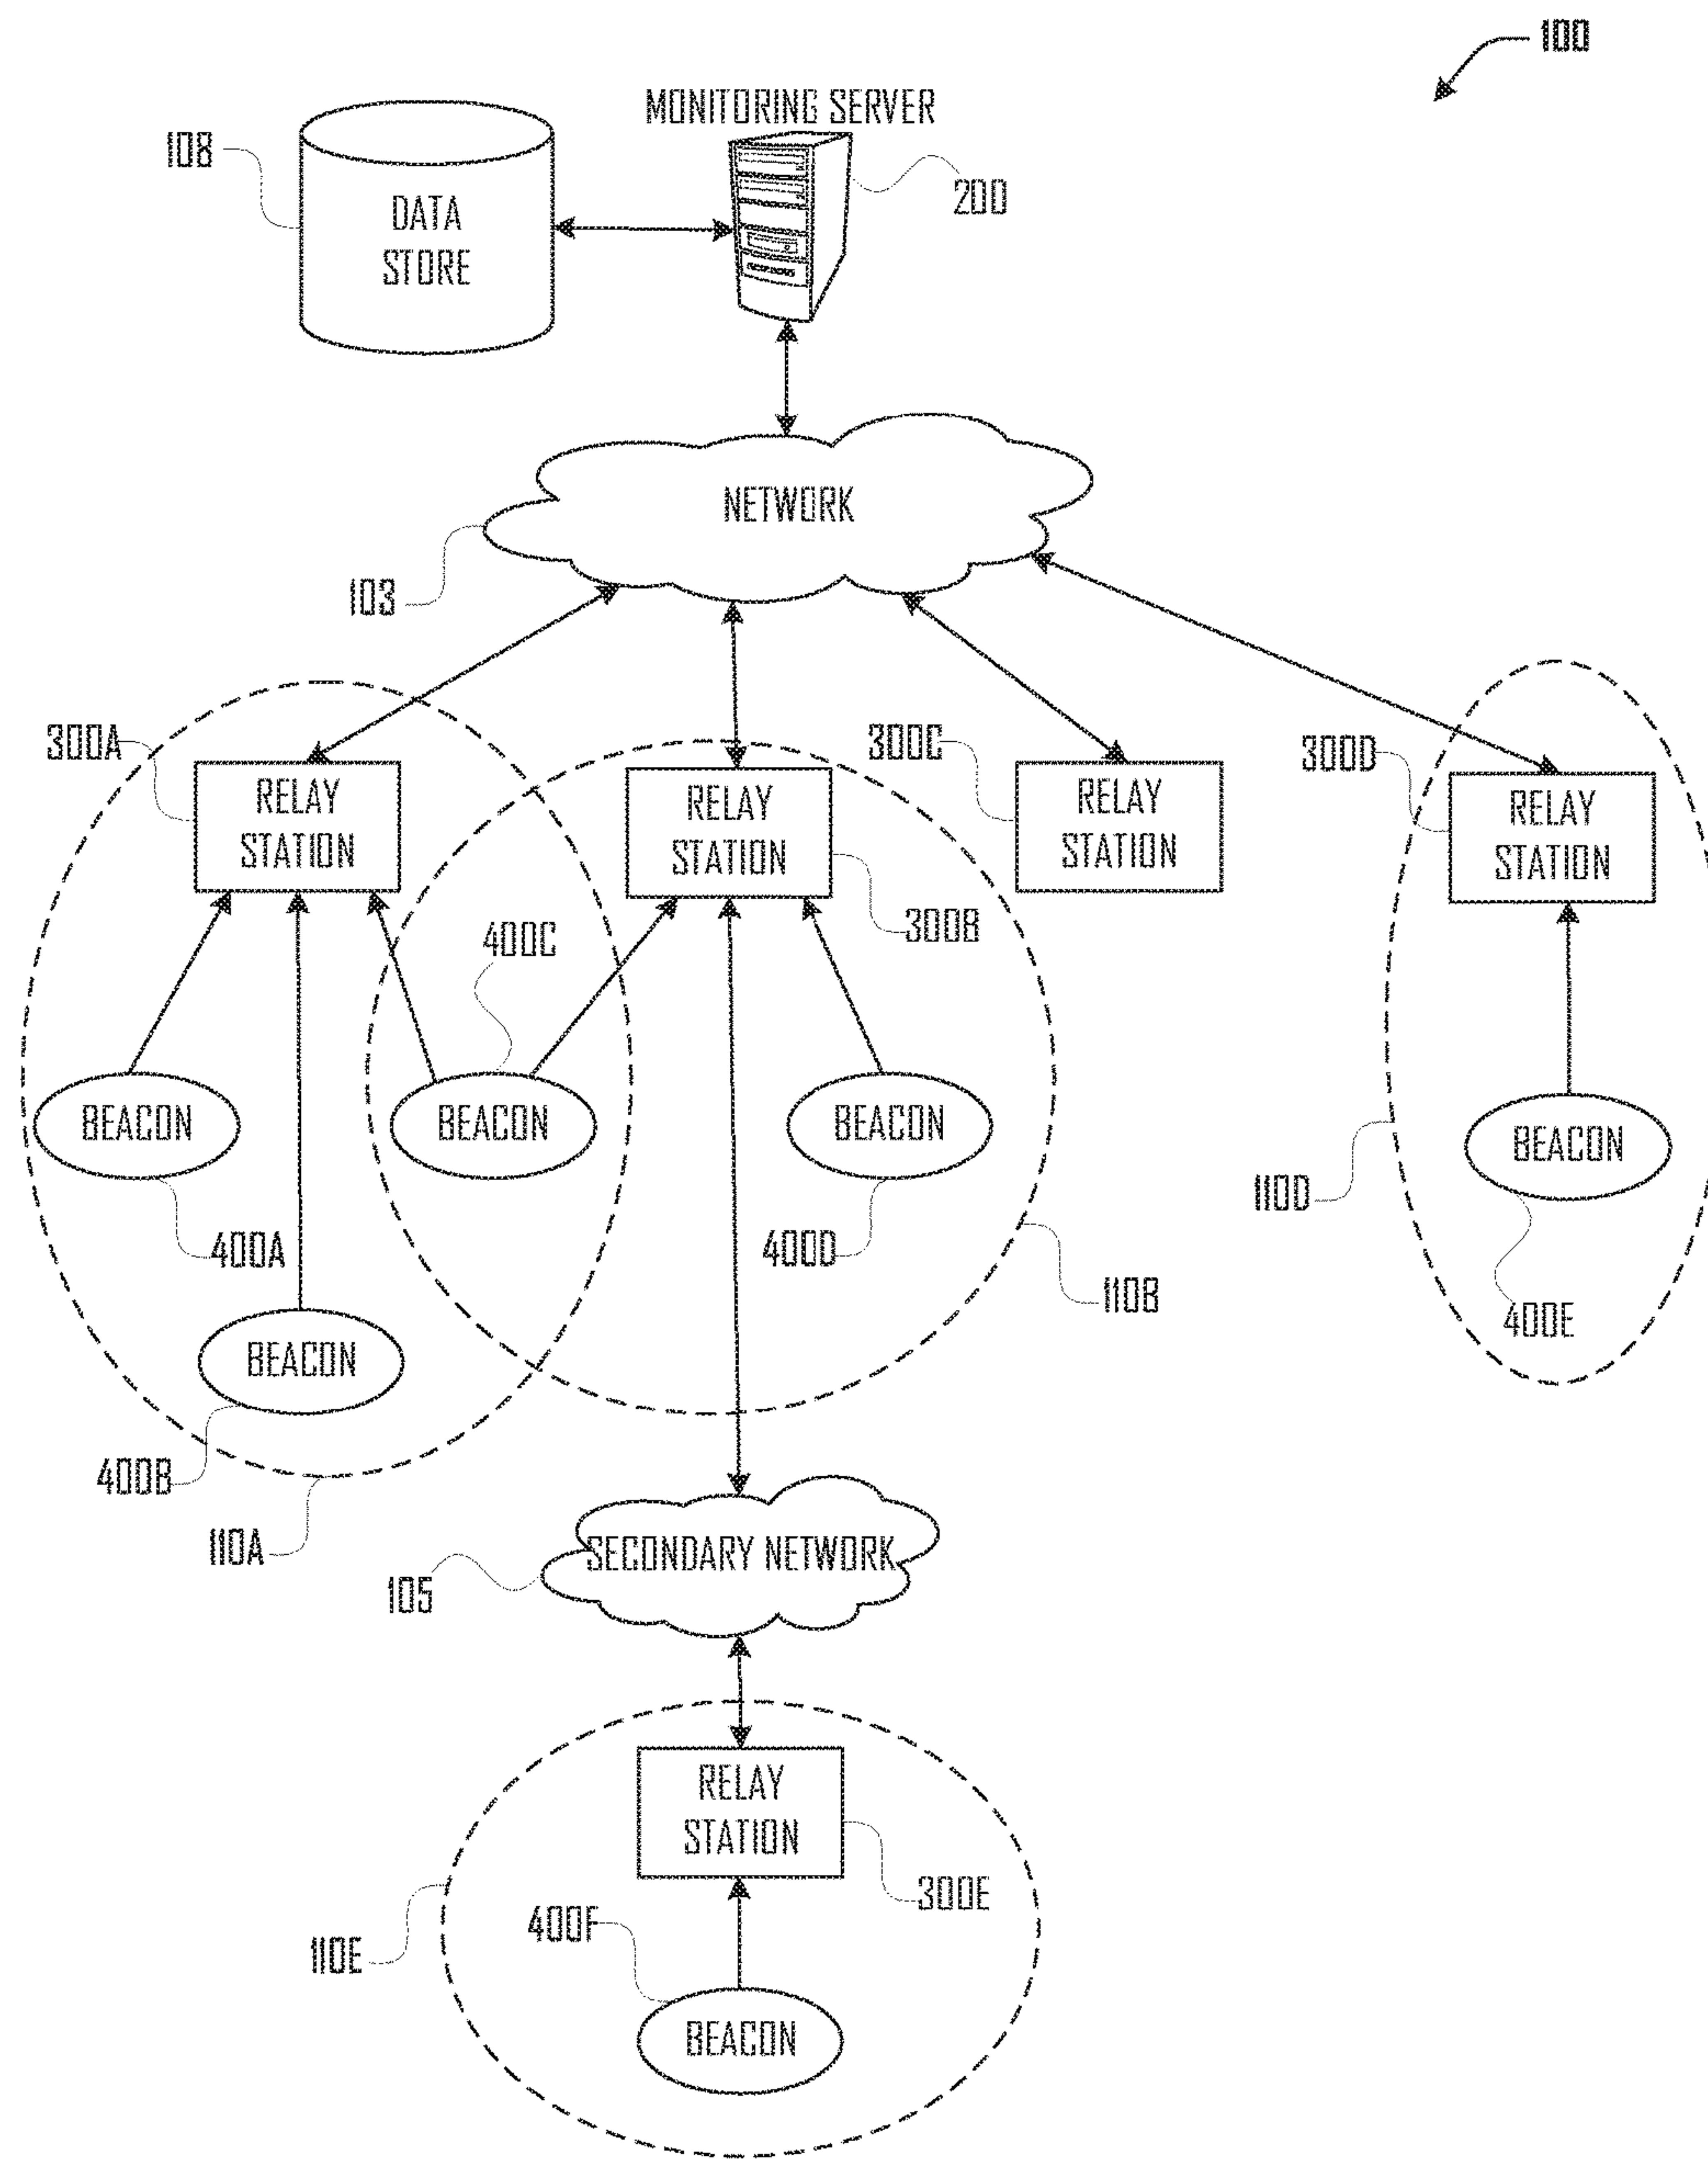 100
MONITORING SERVER
108
200
DATA
STORE
NETWORK
103
300A
300C
300D
RELAY
STATION
RELAY
STATION
RELAY
STATION
RELAY
STATION
300B
400C
BEACON
BEACON
BEACON
BEACON
110D
400A
400D
110B
400E
BEACON
400B
110A
SECONDARY NETWORK
105
RELAY
STATION
300E
400F
110E
BEACON